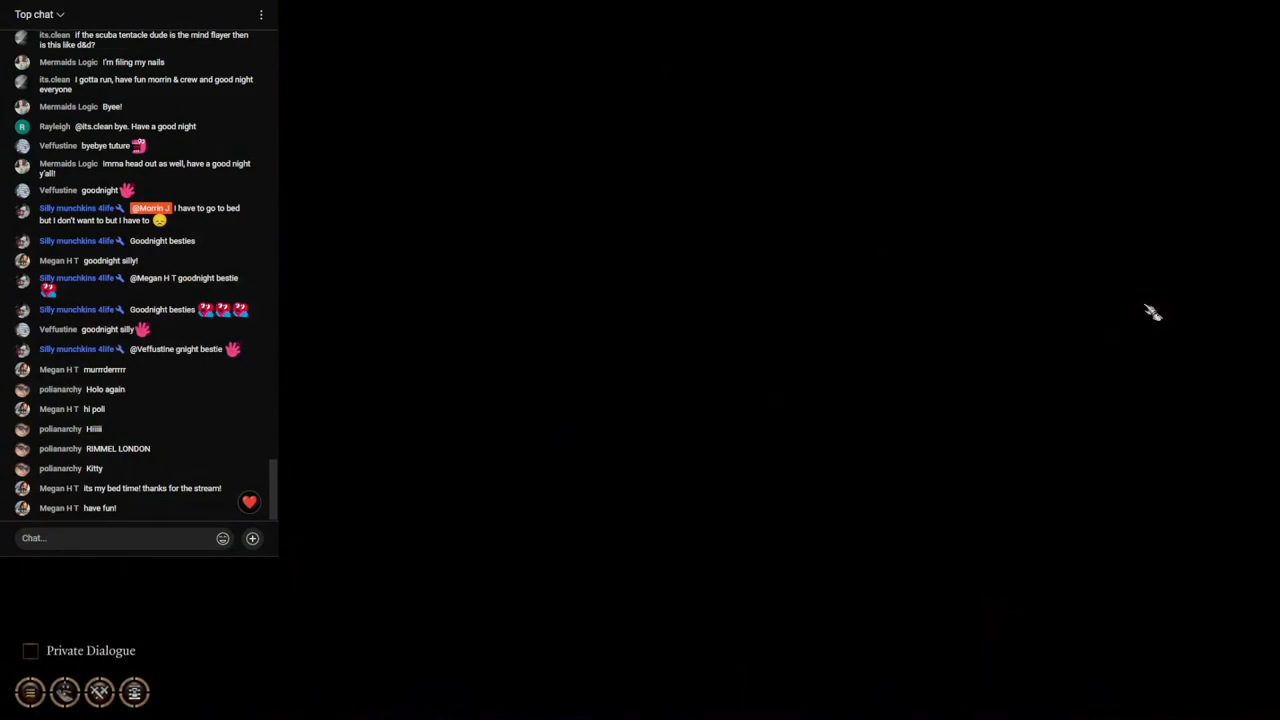 Top chat
its.clean if the scuba tentacle dude is the mind flayer then
is this like d&d?
Mermaids Logic I'm filing my nails
its.clean I gotta run, have fun morrin & crew and good night
everyone
Mermaids Logic Byee!
R Rayleigh @its.clean bye. Have a good night
Veffustine byebye tuture
Mermaids Logic Imma head out as well, have a good night
y'all!
Veffustine goodnight
Silly munchkins 4life @Morrin J I have to go to bed
but I don't want to but I have to 😞
Silly munchkins 4life Goodnight besties
Megan H T goodnight silly!
Silly munchkins 4life @Megan H T goodnight bestie
Silly munchkins 4life Goodnight besties
Veffustine goodnight silly
Silly munchkins 4life @Veffustine gnight bestie
Megan H T murrrderrrrr
polianarchy Holo again
Megan H T hi poli
polianarchy Hiiiii
polianarchy RIMMEL LONDON
polianarchy Kitty
Megan H T its my bed time! thanks for the stream!
Megan H T have fun!
Chat...
Private Dialogue